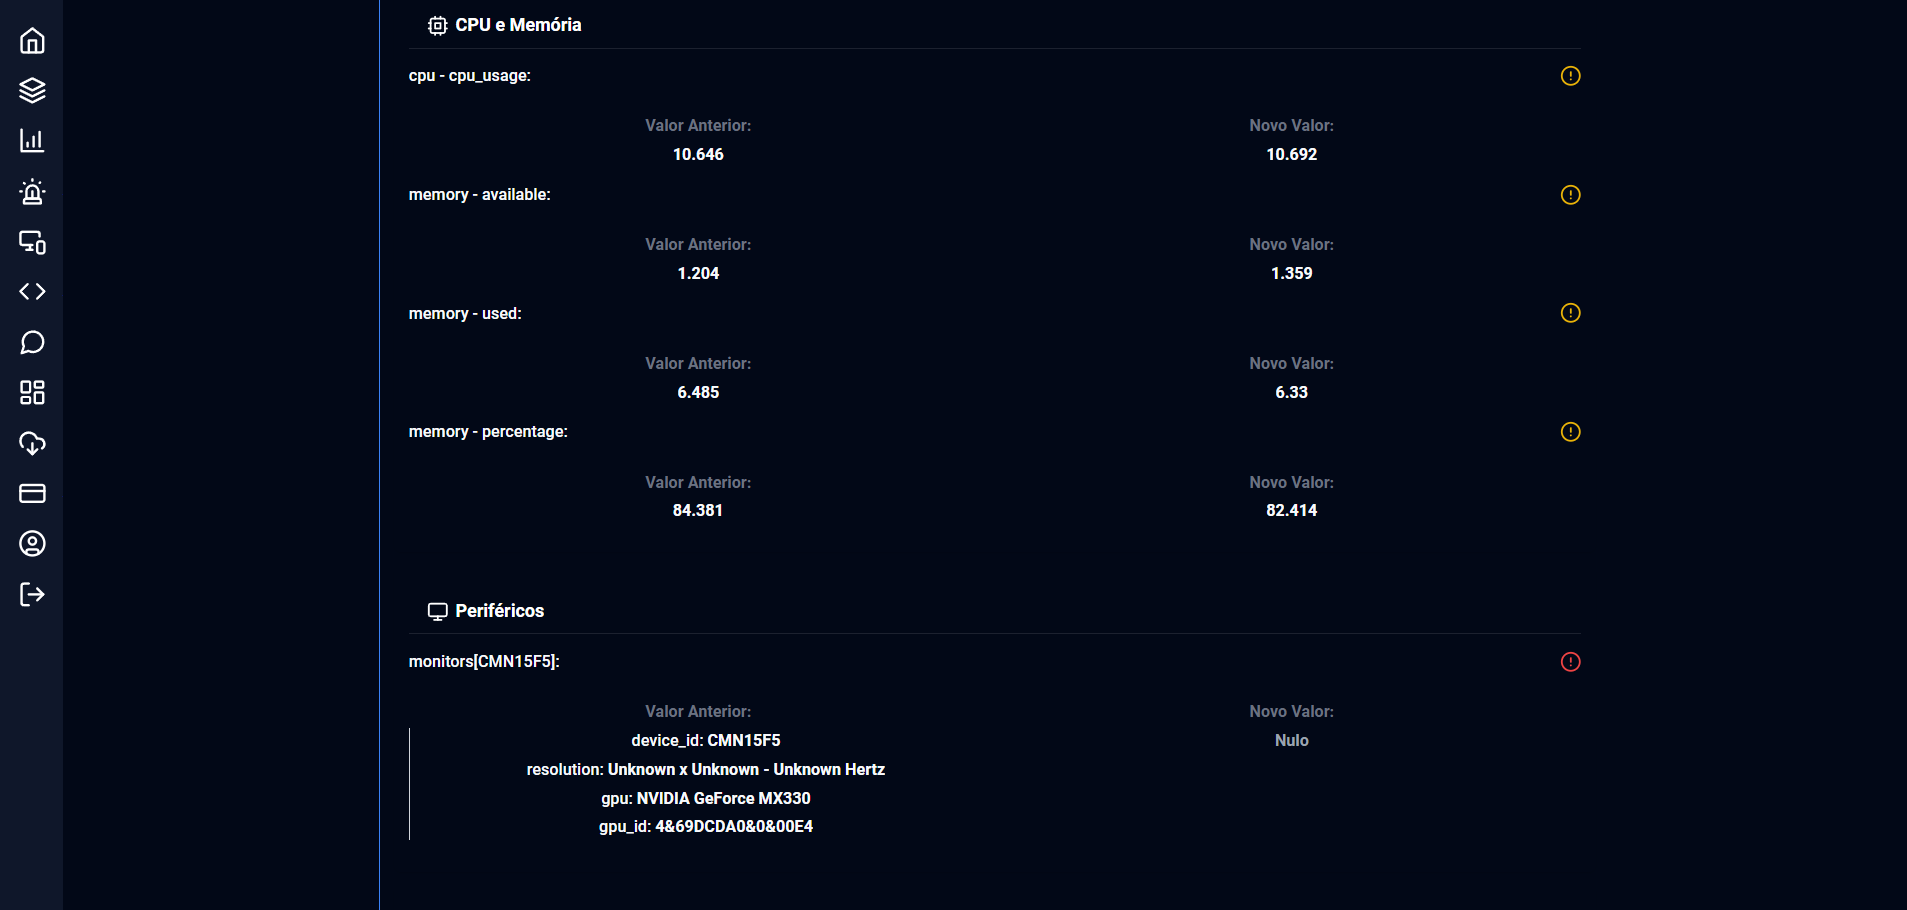 CPU e Memória
cpu - cpu_usage:
Valor Anterior: Novo Valor:
10.646 10.692
memory - available:
Valor Anterior: Novo Valor:
1.204 1.359
memory - used:
Valor Anterior: Novo Valor:
6.485 6.33
memory - percentage:
Valor Anterior: Novo Valor:
84.381 82.414
Periféricos
monitors[CMN15F5]:
Valor Anterior: Novo Valor:
device_id: CMN15F5 Nulo
resolution: Unknown x Unknown - Unknown Hertz
gpu: NVIDIA GeForce MX330
gpu_id: 4&69DCDA0&0&00E4